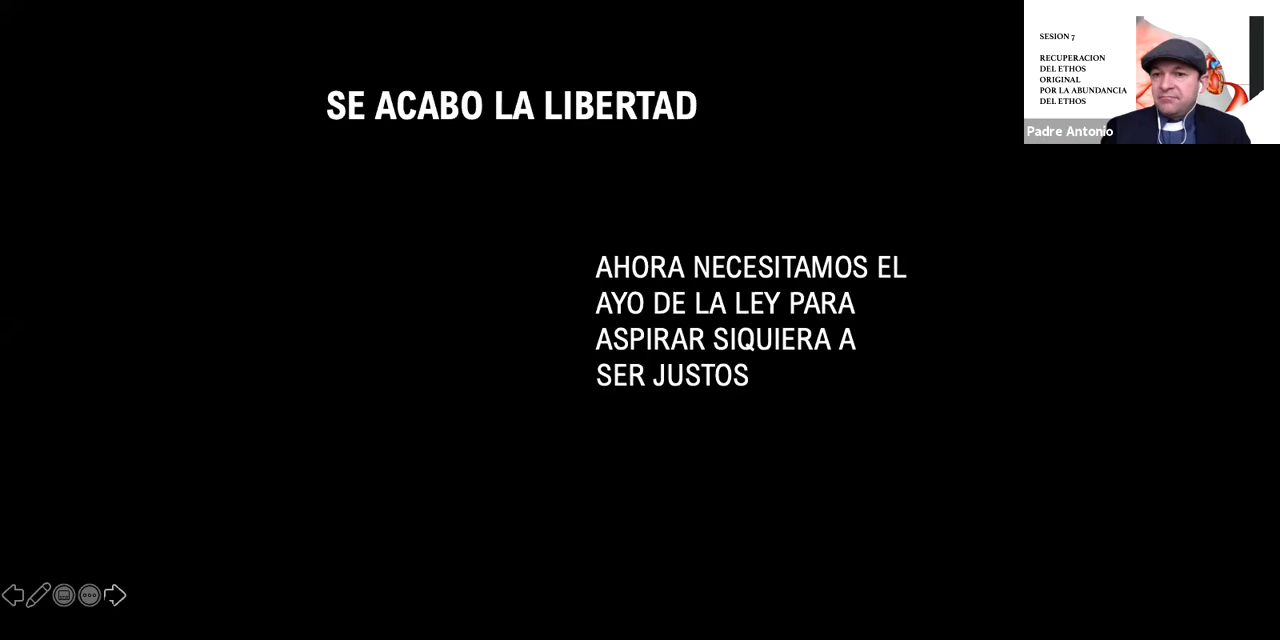 SE ACABO LA LIBERTAD
AHORA NECESITAMOS EL
AYO DE LA LEY PARA
ASPIRAR SIQUIERA A
SER JUSTOS
SESION 7
RECUPERACION
DEL ETHOS
ORIGINAL
POR LA ABUNDANCIA
DEL ETHOS
Padre Antonio